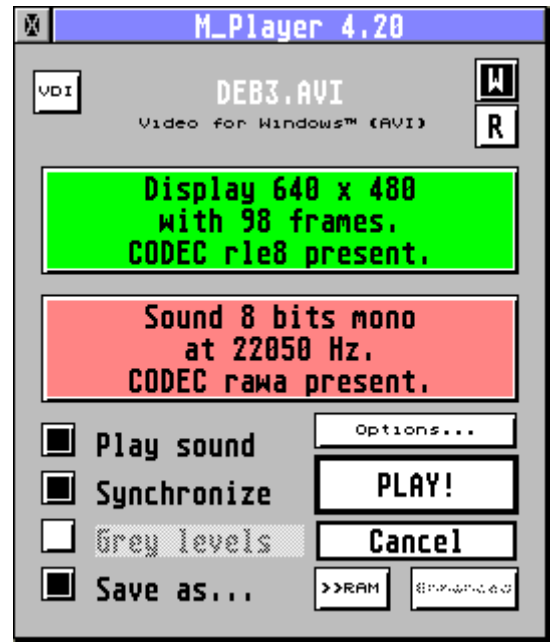 M_Player 4.20
VDI
DEB3.AVI
W
Video for Windows™ (AVI)
R
Display 640 x 480
with 98 frames.
CODEC rle8 present.
Sound 8 bits mono
at 22050 Hz.
CODEC rawa present.
Play sound
Options...
Synchronize
PLAY!
Grey levels
Cancel
Save as...
>>RAM